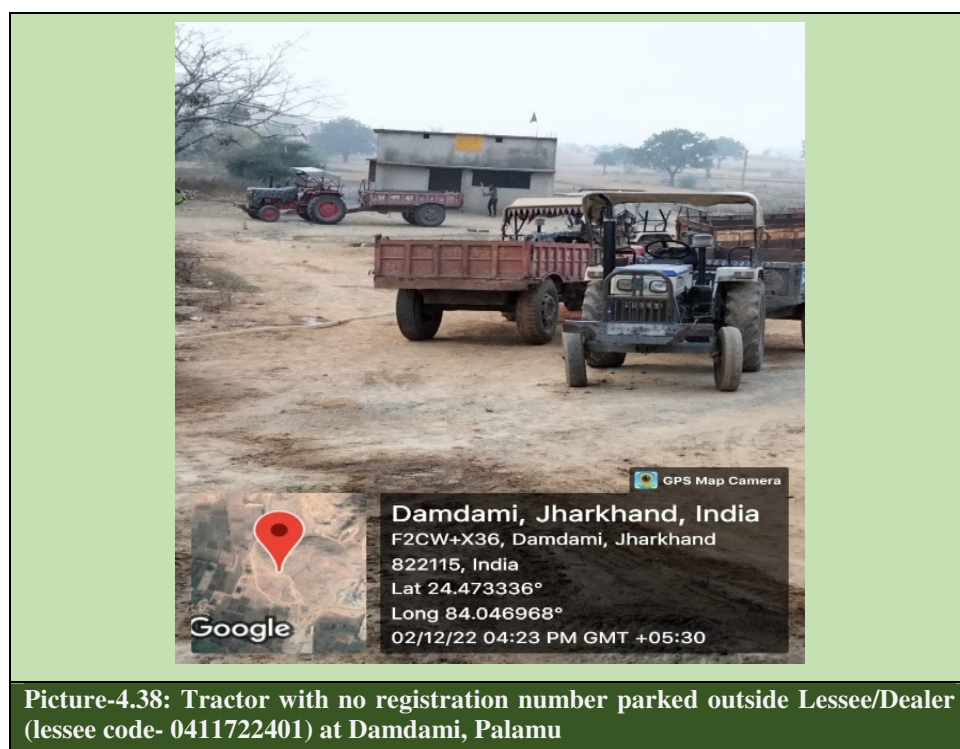 GPS Map Camera
Damdami, Jharkhand, India
F2CW+X36, Damdami, Jharkhand
822115, India
Lat 24.473336°
Long 84.046968°
02/12/22 04:23 PM GMT +05:30
Google
Picture-4.38: Tractor with no registration number parked outside Lessee/Dealer
(lessee code- 0411722401) at Damdami, Palamu